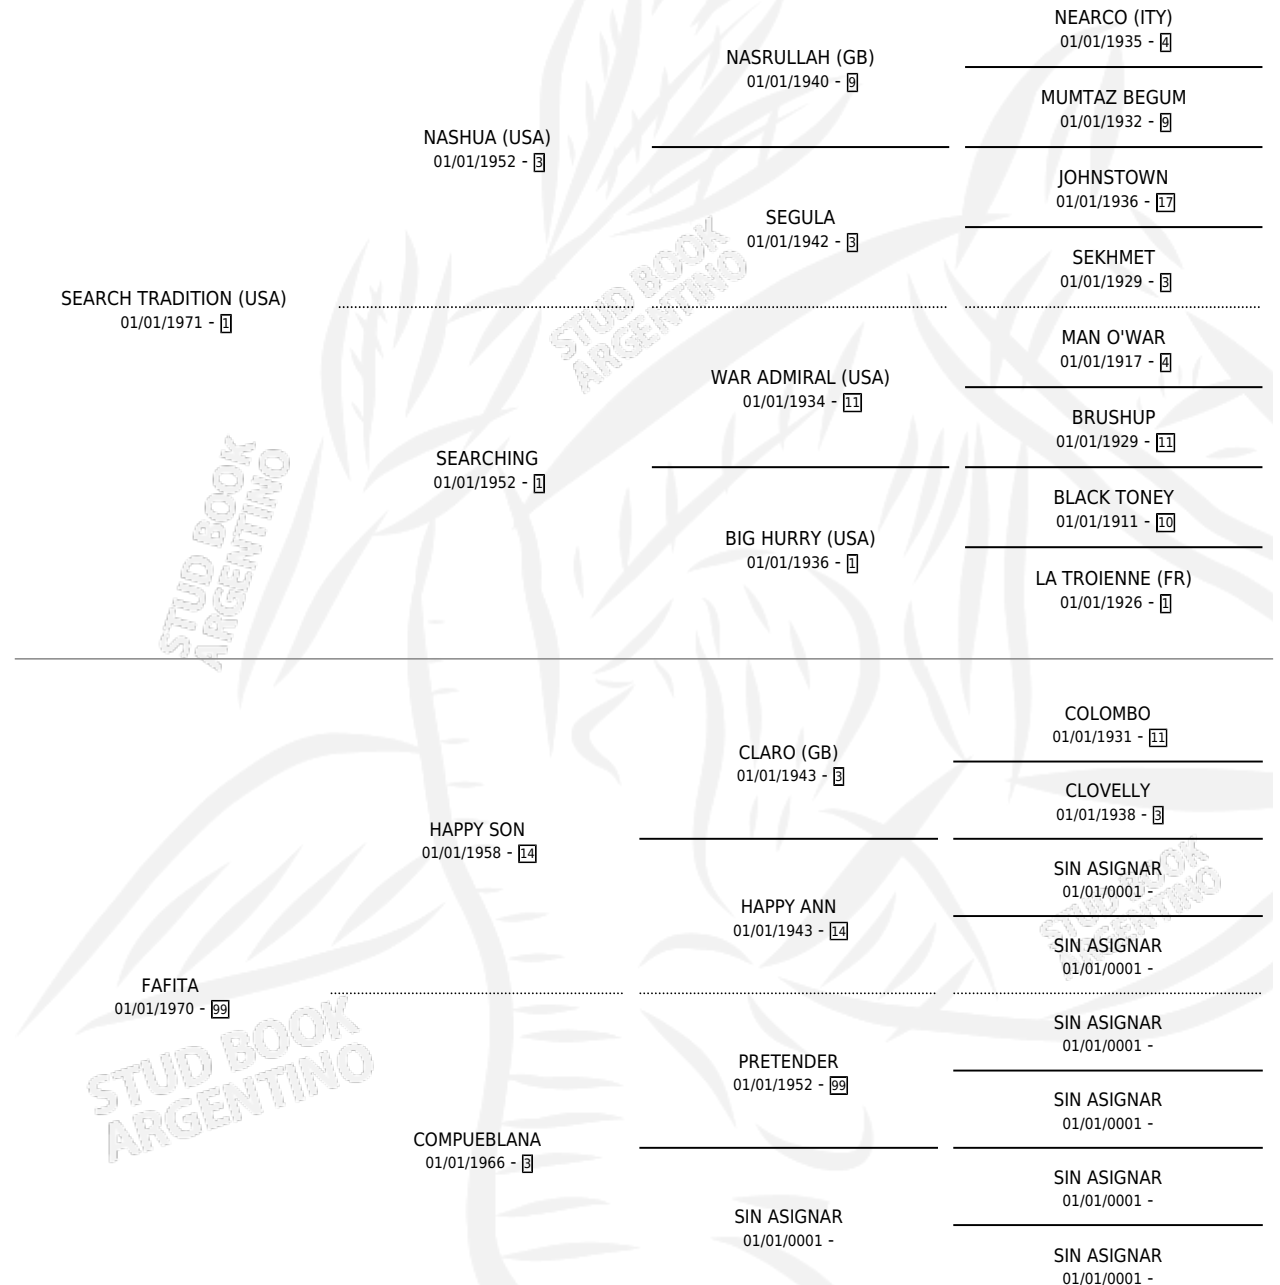 NEARCO (ITY)
01/01/1935 - 4
NASRULLAH (GB)
01/01/1940 - 9
MUMTAZ BEGUM
01/01/1932 - 9
NASHUA (USA)
01/01/1952 - 3
JOHNSTOWN
01/01/1936 - 17
SEGULA
01/01/1942 - 3
SEKHMET
01/01/1929 - 3
SEARCH TRADITION (USA)
01/01/1971 - 1
MAN O'WAR
01/01/1917 - 4
WAR ADMIRAL (USA)
01/01/1934 - 11
BRUSHUP
01/01/1929 - 11
SEARCHING
01/01/1952 - 1
BLACK TONEY
01/01/1911 - 10
BIG HURRY (USA)
01/01/1936 - 1
LA TROIENNE (FR)
01/01/1926 - 1
COLOMBO
01/01/1931 - 11
CLARO (GB)
01/01/1943 - 3
CLOVELLY
01/01/1938 - 3
HAPPY SON
01/01/1958 - 14
SIN ASIGNAR
01/01/0001 -
HAPPY ANN
01/01/1943 - 14
SIN ASIGNAR
01/01/0001 -
FAFITA
01/01/1970 - 99
SIN ASIGNAR
01/01/0001 -
PRETENDER
01/01/1952 - 99
SIN ASIGNAR
01/01/0001 -
COMPUEBLANA
01/01/1966 - 3
SIN ASIGNAR
01/01/0001 -
SIN ASIGNAR
01/01/0001 -
SIN ASIGNAR
01/01/0001 -
STUD BOOK
ARGENTINO
STUD BOOK
ARGENTINO
STUD BOOK
ARGENTINO
STUD BOOK
ARGENTINO